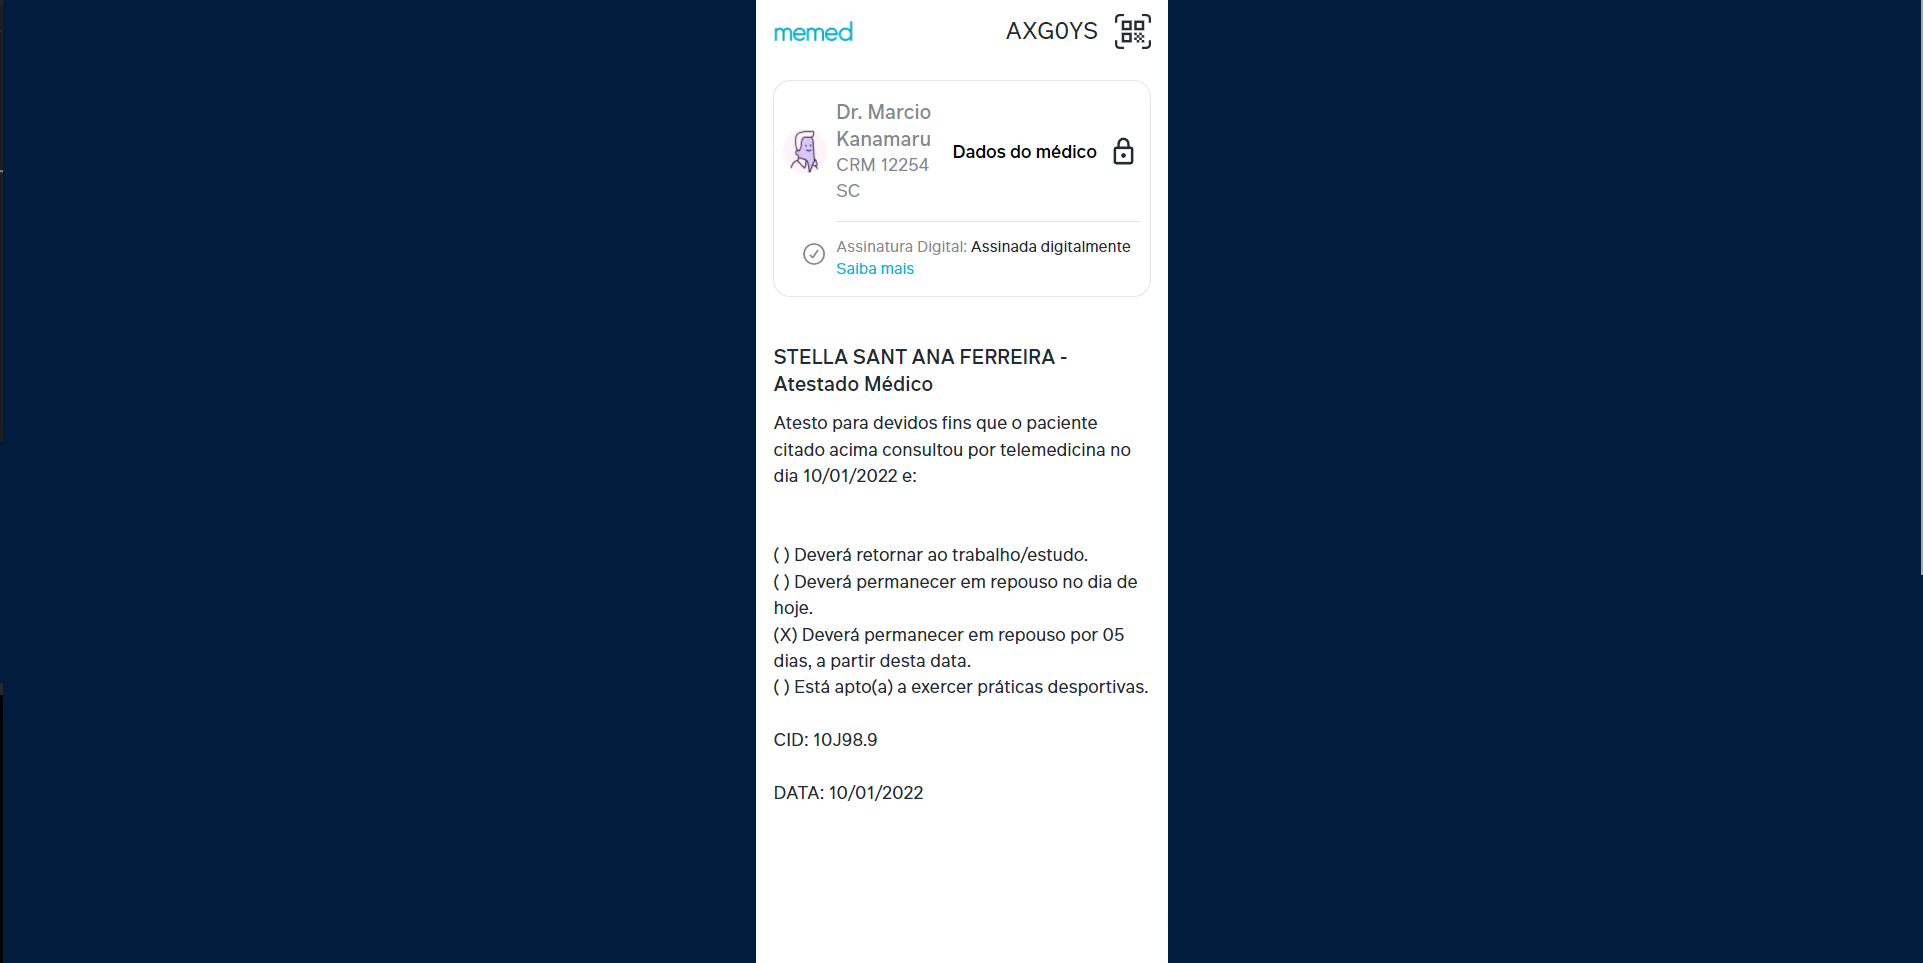 memed
AXG0YS
Dr. Marcio
Kanamaru
CRM 12254
SC
Dados do médico
Assinatura Digital: Assinada digitalmente
Saiba mais
STELLA SANT ANA FERREIRA -
Atestado Médico
Atesto para devidos fins que o paciente
citado acima consultou por telemedicina no
dia 10/01/2022 e:
( ) Deverá retornar ao trabalho/estudo.
( ) Deverá permanecer em repouso no dia de
hoje.
(X) Deverá permanecer em repouso por 05
dias, a partir desta data.
( ) Está apto(a) a exercer práticas desportivas.
CID: 10J98.9
DATA: 10/01/2022